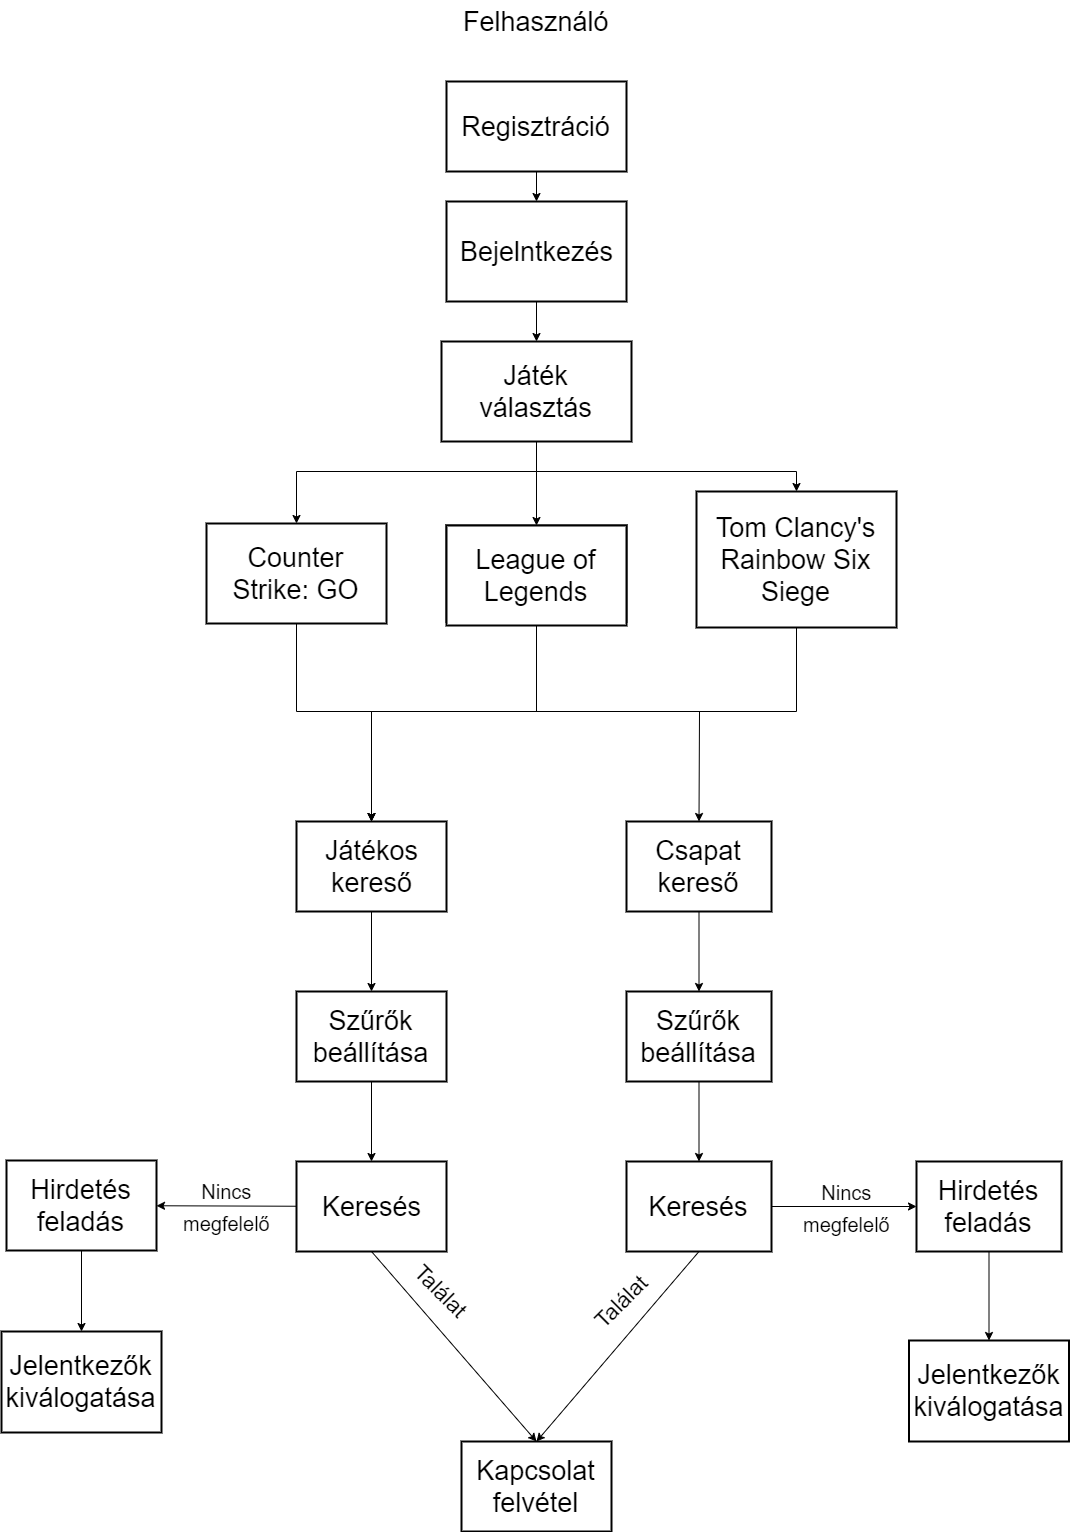 Felhasználó
Regisztráció
Bejelntkezés
Játék
választás
Counter
Strike: GO
League of
Legends
Tom Clancy's
Rainbow Six
Siege
Játékos
kereső
Csapat
kereső
Szűrők
beállítása
Szűrők
beállítása
Hirdetés
feladás
Nincs
megfelelő
Keresés
Keresés
Nincs
megfelelő
Hirdetés
feladás
Találat
Találat
Jelentkezők
kiválogatása
Jelentkezők
kiválogatása
Kapcsolat
felvétel